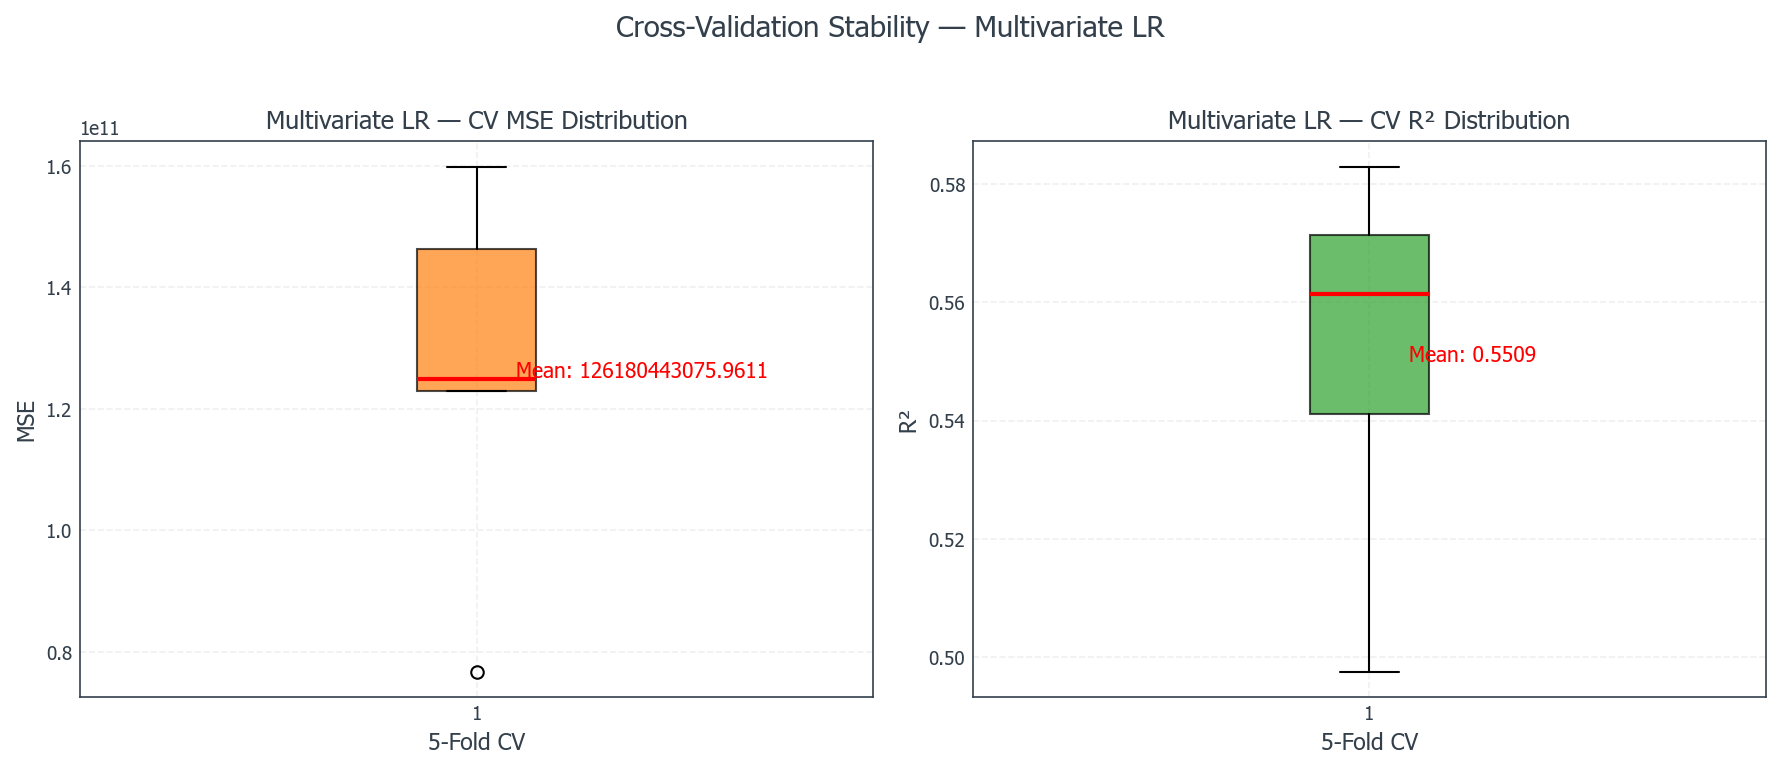 Cross-Validation Stability — Multivariate LR
Multivariate LR — CV MSE Distribution
1e11
1.6
1.4
1.2
1.0
0.8
MSE
Mean: 126180443075.9611
1
5-Fold CV
Multivariate LR — CV R² Distribution
0.58
0.56
0.54
0.52
0.50
R²
Mean: 0.5509
1
5-Fold CV